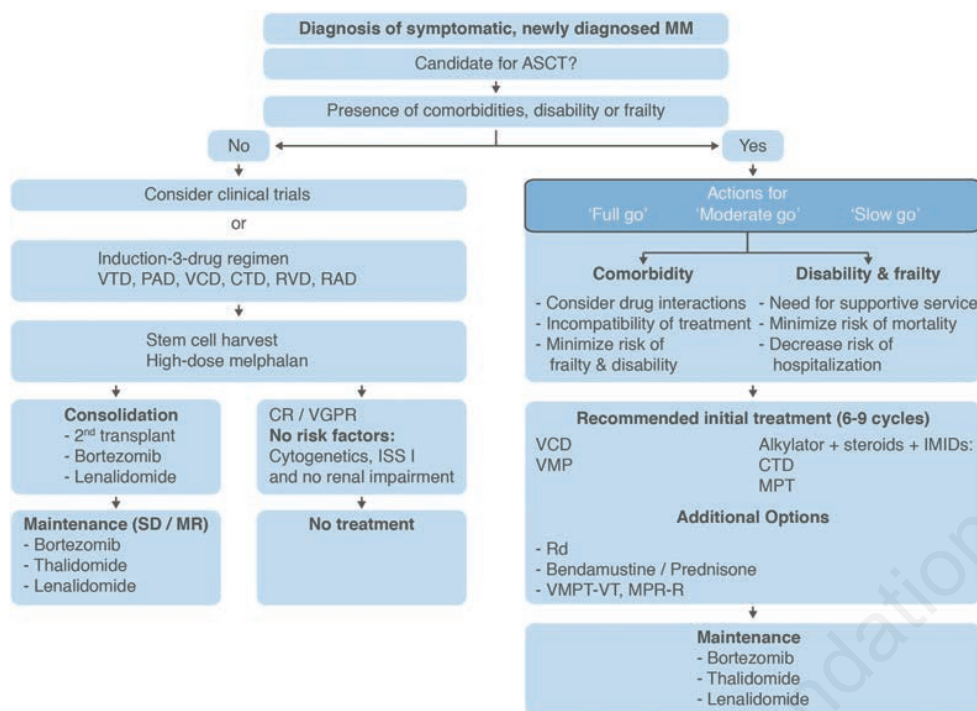 Diagnosis of symptomatic, newly diagnosed MM
Candidate for ASCT?
Presence of comorbidities, disability or frailty
No
Yes
Consider clinical trials
or
Induction-3-drug regimen
VTD, PAD, VCD, CTD, RVD, RAD
Stem cell harvest
High-dose melphalan
Consolidation
- 2nd transplant
- Bortezomib
- Lenalidomide
CR / VGPR
No risk factors:
Cytogenetics, ISS I
and no renal impairment
Maintenance (SD / MR)
- Bortezomib
- Thalidomide
- Lenalidomide
No treatment
Actions for
'Full go' 'Moderate go' 'Slow go'
Comorbidity
- Consider drug interactions
- Incompatibility of treatment
- Minimize risk of
frailty & disability
Disability & frailty
- Need for supportive service
- Minimize risk of mortality
- Decrease risk of
hospitalization
Recommended initial treatment (6-9 cycles)
VCD
VMP
Alkylator + steroids + IMIDs:
CTD
MPT
Additional Options
- Rd
- Bendamustine / Prednisone
- VMPT-VT, MPR-R
Maintenance
- Bortezomib
- Thalidomide
- Lenalidomide